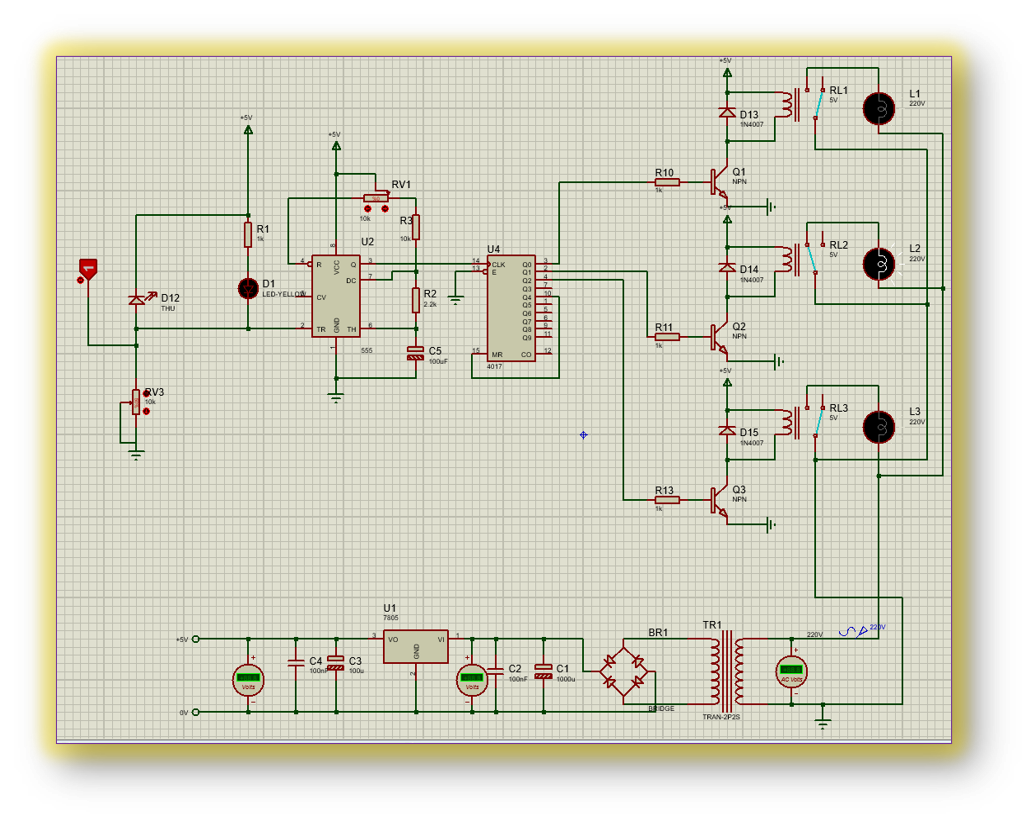 +5V
D13
1N4007
RL1
5V
L1
220V
R10
1k
Q1
NPN
+5V
+5V
R1
1k
D1
LED-YELLOW
1
D12
THU
RV3
10k
RV1
10k
R3
10k
U2
4
R
8
VCC
Q
3
DC
7
5
CV
2
TR
GND
1
TH
6
555
R2
2.2k
C5
100uF
U4
14
CLK
13
E
15
MR
4017
Q0
3
Q1
2
Q2
4
Q3
7
Q4
10
Q5
1
Q6
5
Q7
6
Q8
9
Q9
11
CO
12
+5V
D14
1N4007
RL2
5V
L2
220V
R11
1k
Q2
NPN
+5V
D15
1N4007
RL3
5V
L3
220V
R13
1k
Q3
NPN
U1
7805
+5V
3
VO
VI
1
GND
2
0V
+
Volts
-
C4
100nF
C3
100u
+
Volts
-
C2
100nF
C1
1000u
BR1
BRIDGE
TR1
TRAN-2P2S
220V
220V
+
AC Volts
-